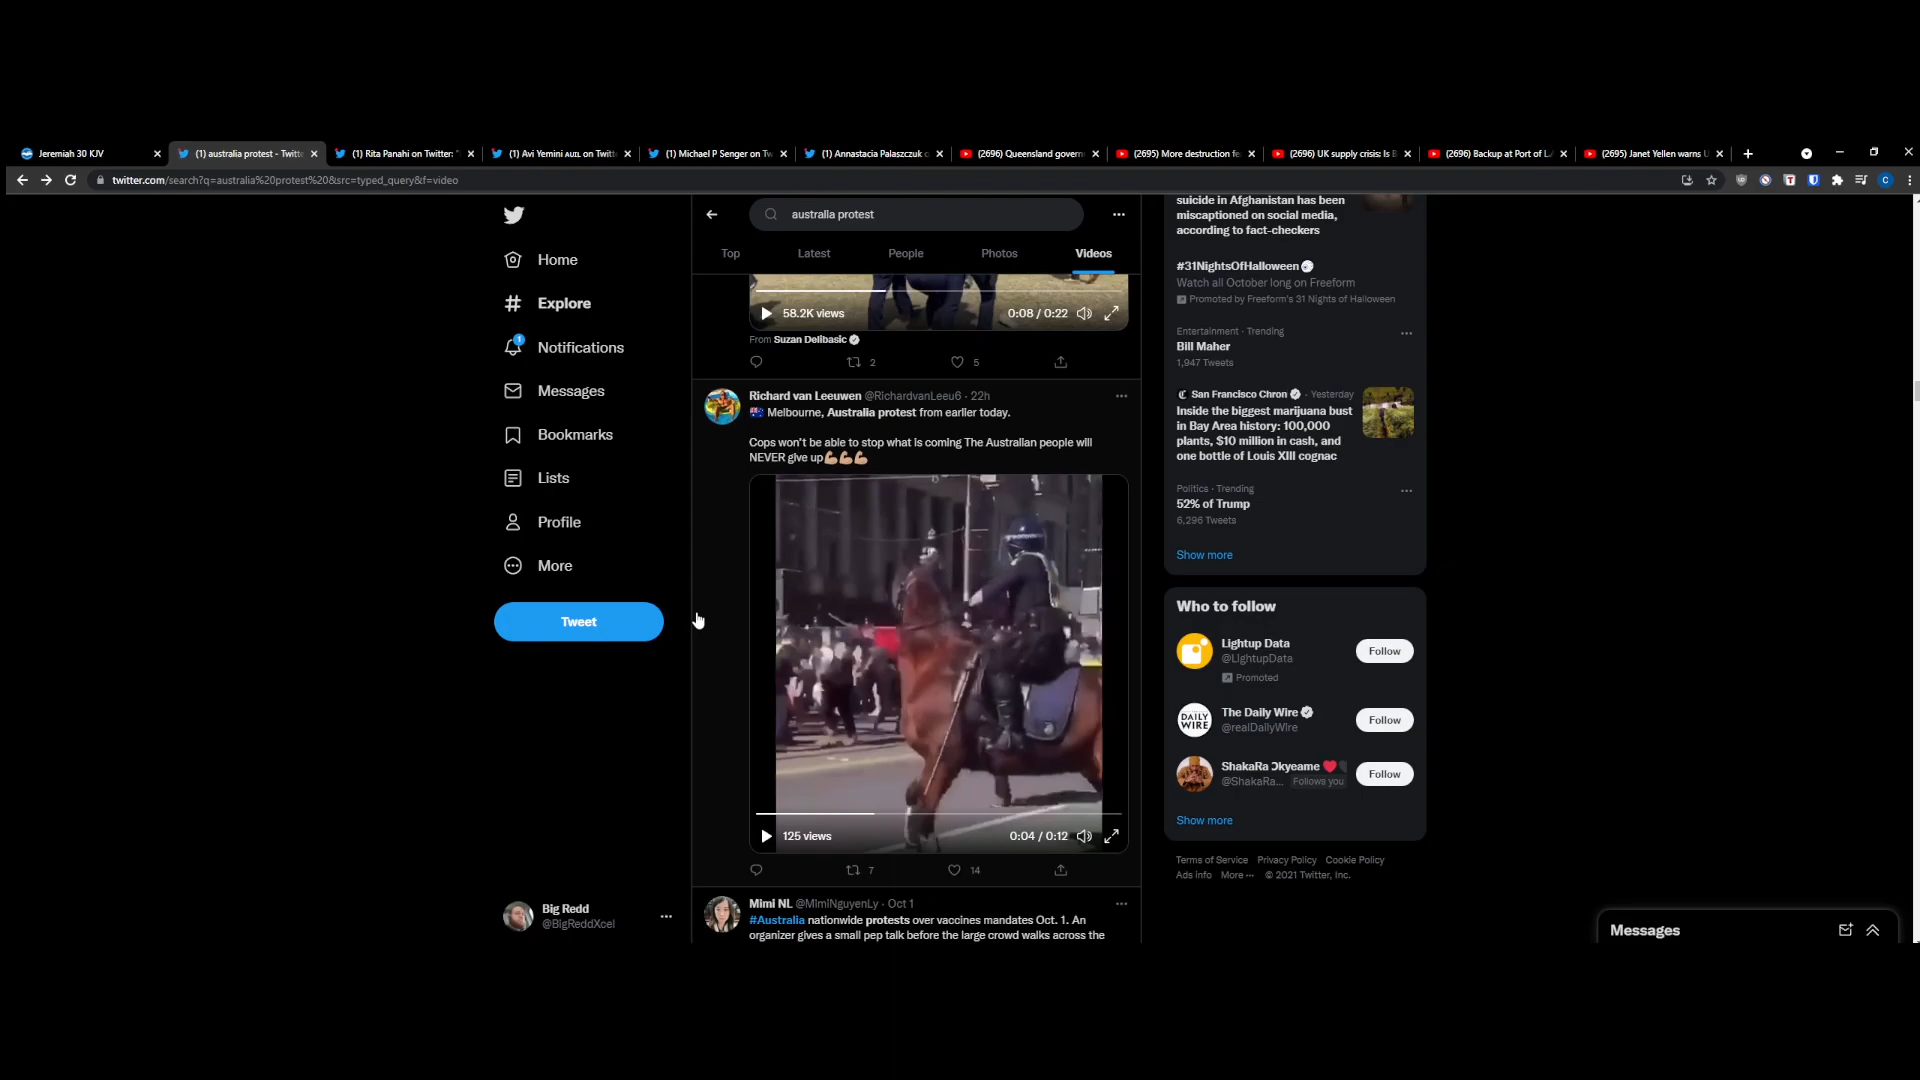 Jeremiah 30 KJV
(1) australia protest - Twitte
(1) Rita Panahi on Twitter: "
(1) Avi Yemini on Twitt
(1) Michael P Senger on Tw
(1) Annastacia Palaszczuk o
(2696) Queensland govern
(2695) More destruction fe
(2696) UK supply crisis: Is B
(2696) Backup at Port of L
(2695) Janet Yellen warns U
twitter.com/search?q=australia%20protest%20&src=typed_query&f=video
Home
Explore
Notifications
Messages
Bookmarks
Lists
Profile
More
Tweet
Big Redd
@BigReddXcel
australia protest
Top
Latest
People
Photos
Videos
58.2K views
0:08 / 0:22
From Suzan Delibasic
2
5
Richard van Leeuwen @RichardvanLeeu6 · 22h
Melbourne, Australia protest from earlier today.
Cops won't be able to stop what is coming The Australian people will
NEVER give up
125 views
0:04 / 0:12
7
14
Mimi NL @MimiNguyenLy · Oct 1
#Australia nationwide protests over vaccines mandates Oct. 1. An
organizer gives a small pep talk before the large crowd walks across the
suicide in Afghanistan has been
miscaptioned on social media,
according to fact-checkers
#31NightsOfHalloween
Watch all October long on Freeform
Promoted by Freeform's 31 Nights of Halloween
Entertainment · Trending
Bill Maher
1,947 Tweets
San Francisco Chron · Yesterday
Inside the biggest marijuana bust
in Bay Area history: 100,000
plants, $10 million in cash, and
one bottle of Louis XIII cognac
Politics · Trending
52% of Trump
6,296 Tweets
Show more
Who to follow
Lightup Data
@LightupData
Promoted
Follow
DAILY
WIRE
The Daily Wire
@realDailyWire
Follow
ShakaRa Ɔkyeame
@ShakaRa... Follows you
Follow
Show more
Terms of Service Privacy Policy Cookie Policy
Ads info More ··· © 2021 Twitter, Inc.
Messages